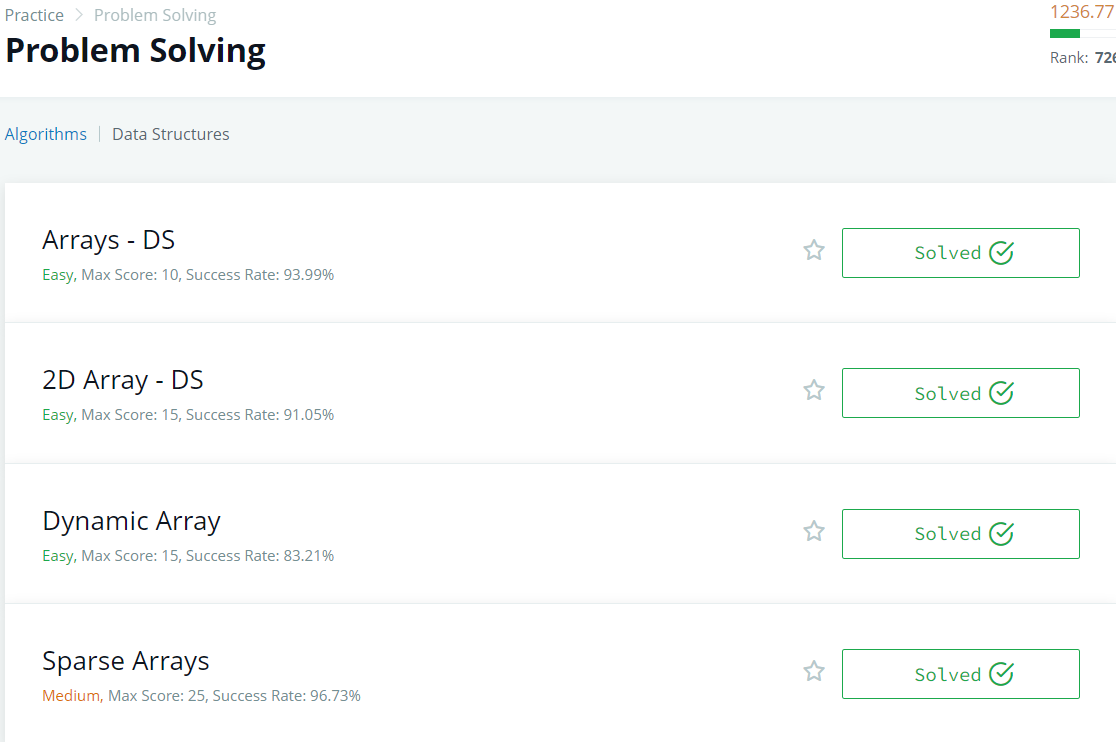 Practice > Problem Solving
Problem Solving
1236.77
Rank:
Algorithms | Data Structures
Arrays - DS
Easy, Max Score: 10, Success Rate: 93.99%
Solved
2D Array - DS
Easy, Max Score: 15, Success Rate: 91.05%
Solved
Dynamic Array
Easy, Max Score: 15, Success Rate: 83.21%
Solved
Sparse Arrays
Medium, Max Score: 25, Success Rate: 96.73%
Solved